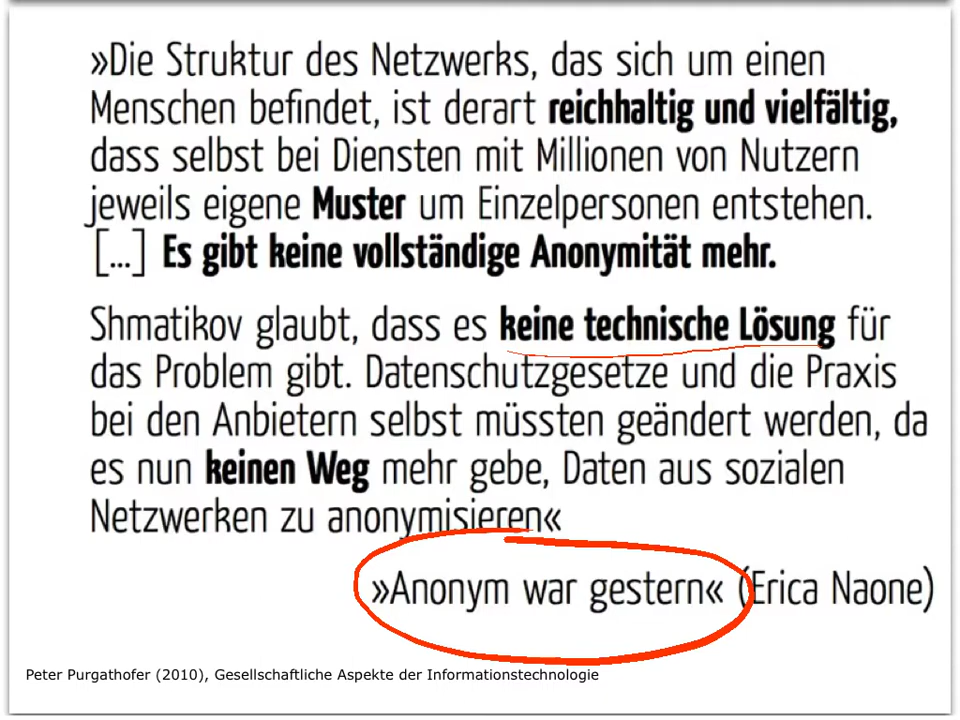 »Die Struktur des Netzwerks, das sich um einen
Menschen befindet, ist derart reichhaltig und vielfältig,
dass selbst bei Diensten mit Millionen von Nutzern
jeweils eigene Muster um Einzelpersonen entstehen.
[...] Es gibt keine vollständige Anonymität mehr.
Shmatikov glaubt, dass es keine technische Lösung für
das Problem gibt. Datenschutzgesetze und die Praxis
bei den Anbietern selbst müssten geändert werden, da
es nun keinen Weg mehr gebe, Daten aus sozialen
Netzwerken zu anonymisieren«
»Anonym war gestern« (Erica Naone)
Peter Purgathofer (2010), Gesellschaftliche Aspekte der Informationstechnologie